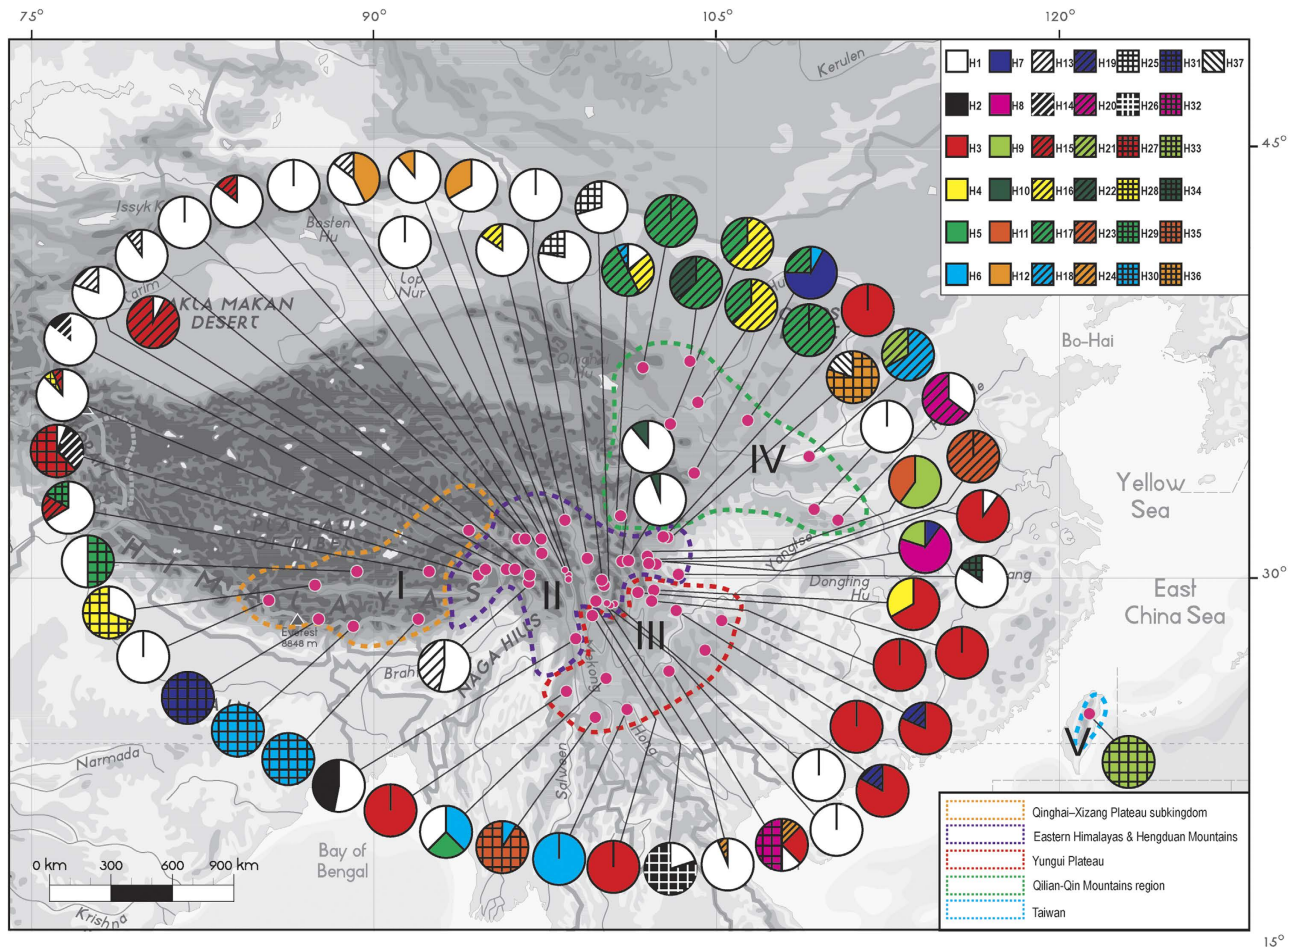 75°
90°
105°
120°
45°
30°
15°
Kerulen
H1 H7 H13 H19 H25 H31 H37
H2 H8 H14 H20 H26 H32
H3 H9 H15 H21 H27 H33
H4 H10 H16 H22 H28 H34
H5 H11 H17 H23 H29 H35
H6 H12 H18 H24 H30 H36
Issyk K
Bosten
Hu
Lop
Nur
Tarim
AKLA MAKAN
DESERT
Bo-Hai
Yellow
Sea
East
China Sea
Yangtse
Dongting
Hu
PLATEAU
TIBET
HIMALAYAS
Everest
8848 m
I
II
III
IV
V
Brah
NAGA HILLS
Mekong
Salween
Hong
Narmada
Krishna
Bay of
Bengal
0 km 300 600 900 km
Qinghai–Xizang Plateau subkingdom
Eastern Himalayas & Hengduan Mountains
Yungui Plateau
Qilian-Qin Mountains region
Taiwan